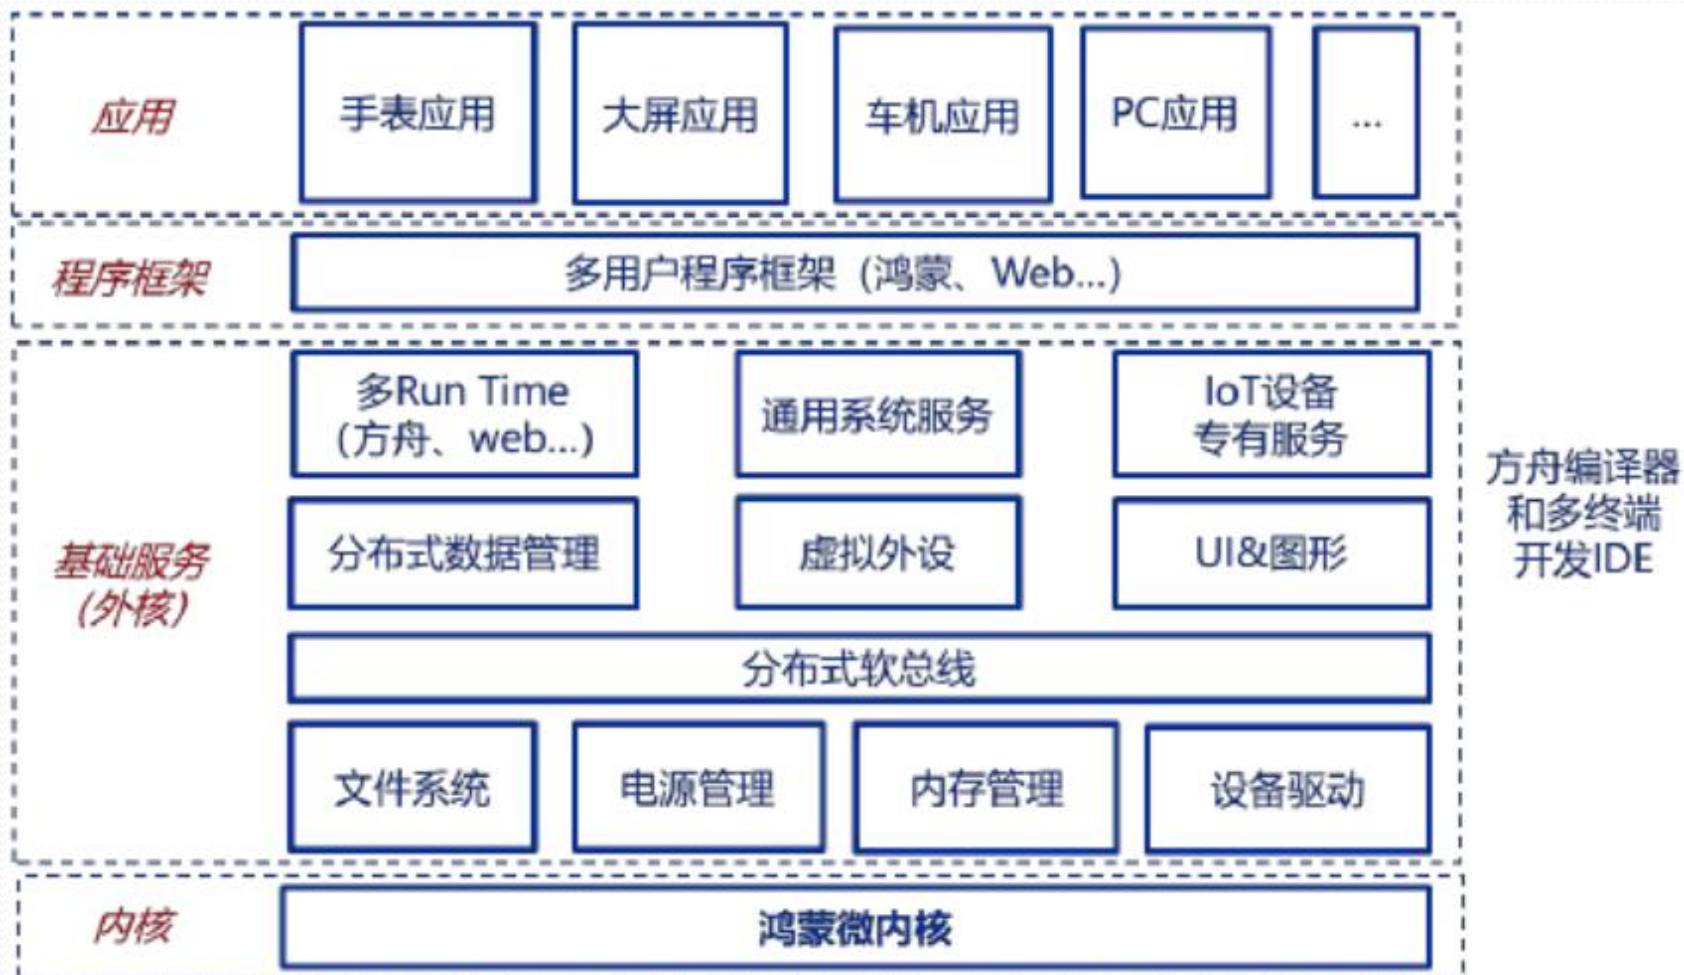 应用
手表应用
大屏应用
车机应用
PC应用
...
程序框架
多用户程序框架（鸿蒙、Web...）
基础服务
（外核）
多Run Time
（方舟、web...）
通用系统服务
IoT设备
专有服务
分布式数据管理
虚拟外设
UI&图形
分布式软总线
文件系统
电源管理
内存管理
设备驱动
方舟编译器
和多终端
开发IDE
内核
鸿蒙微内核